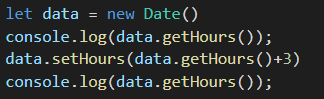 let data = new Date()
console.log(data.getHours());
data.setHours(data.getHours()+3)
console.log(data.getHours());